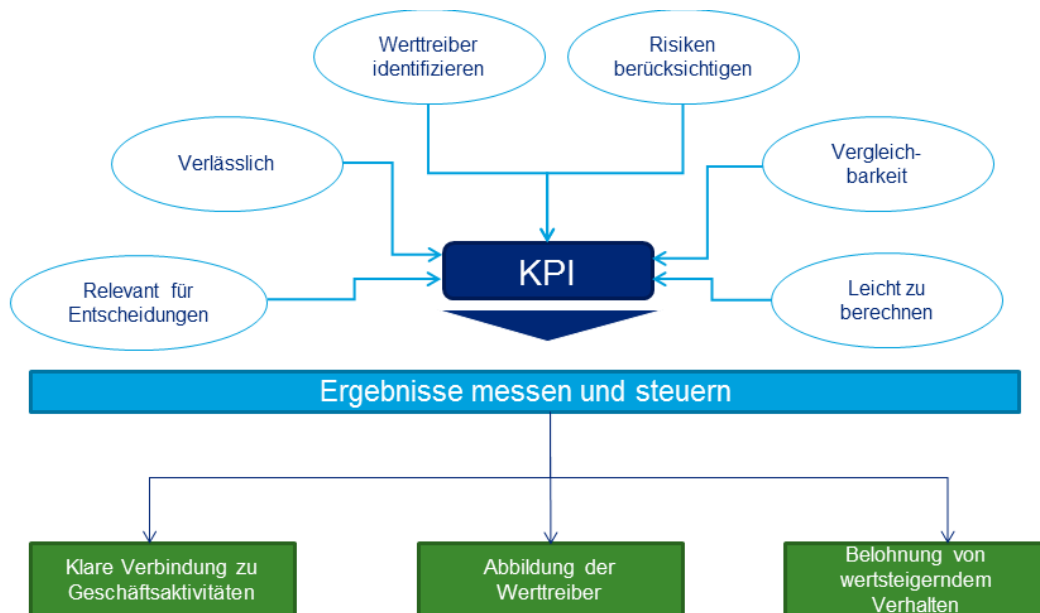 Werttreiber
identifizieren
Risiken
berücksichtigen
Verlässlich
Vergleich-
barkeit
KPI
Relevant für
Entscheidungen
Leicht zu
berechnen
Ergebnisse messen und steuern
Klare Verbindung zu
Geschäftsaktivitäten
Abbildung der
Werttreiber
Belohnung von
wertsteigerndem
Verhalten